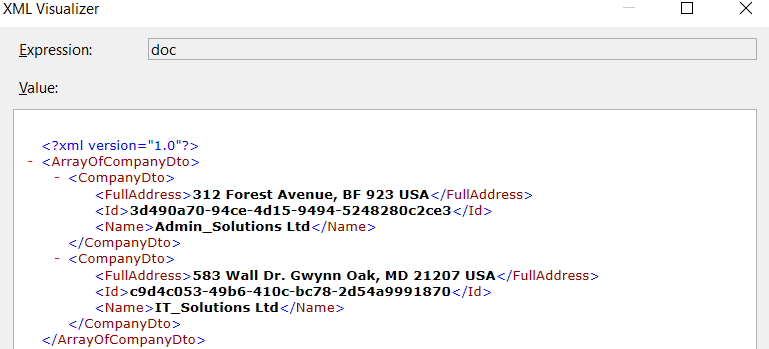 XML Visualizer
Expression: doc
Value:
<?xml version="1.0"?>
- <ArrayOfCompanyDto>
- <CompanyDto>
<FullAddress>312 Forest Avenue, BF 923 USA</FullAddress>
<Id>3d490a70-94ce-4d15-9494-5248280c2ce3</Id>
<Name>Admin_Solutions Ltd</Name>
</CompanyDto>
- <CompanyDto>
<FullAddress>583 Wall Dr. Gwynn Oak, MD 21207 USA</FullAddress>
<Id>c9d4c053-49b6-410c-bc78-2d54a9991870</Id>
<Name>IT_Solutions Ltd</Name>
</CompanyDto>
</ArrayOfCompanyDto>